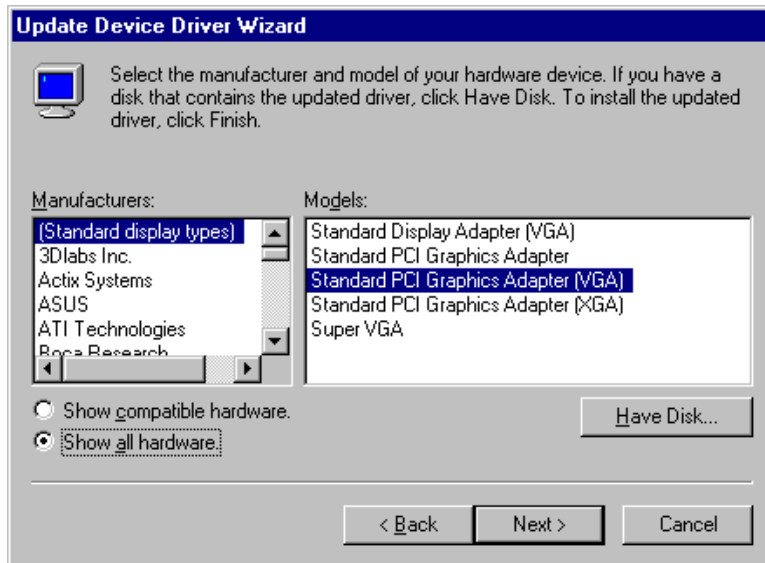 Update Device Driver Wizard
Select the manufacturer and model of your hardware device. If you have a
disk that contains the updated driver, click Have Disk. To install the updated
driver, click Finish.
Manufacturers:
(Standard display types)
3Dlabs Inc.
Actix Systems
ASUS
ATI Technologies
Boca Research
Models:
Standard Display Adapter (VGA)
Standard PCI Graphics Adapter
Standard PCI Graphics Adapter (VGA)
Standard PCI Graphics Adapter (XGA)
Super VGA
Show compatible hardware.
Show all hardware.
Have Disk...
< Back
Next >
Cancel